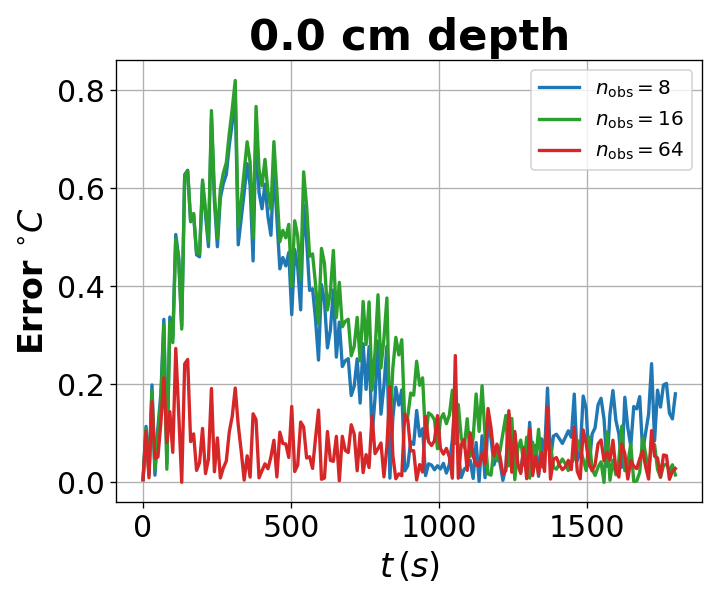 0.0 cm depth
n_obs = 8
n_obs = 16
n_obs = 64
Error °C
0.8
0.6
0.4
0.2
0.0
0 500 1000 1500
t (s)